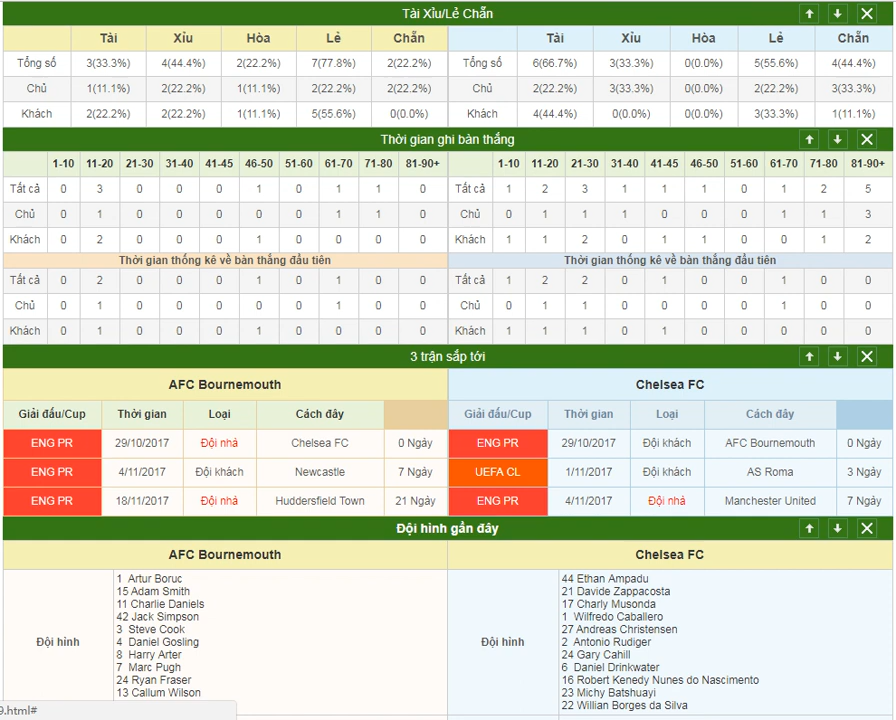 Tài Xỉu/Lẻ Chẵn
Tài Xỉu Hòa Lẻ Chẵn Tài Xỉu Hòa Lẻ Chẵn
Tổng số 3(33.3%) 4(44.4%) 2(22.2%) 7(77.8%) 2(22.2%) Tổng số 6(66.7%) 3(33.3%) 0(0.0%) 5(55.6%) 4(44.4%)
Chủ 1(11.1%) 2(22.2%) 1(11.1%) 2(22.2%) 2(22.2%) Chủ 2(22.2%) 3(33.3%) 0(0.0%) 2(22.2%) 3(33.3%)
Khách 2(22.2%) 2(22.2%) 1(11.1%) 5(55.6%) 0(0.0%) Khách 4(44.4%) 0(0.0%) 0(0.0%) 3(33.3%) 1(11.1%)
Thời gian ghi bàn thắng
1-10 11-20 21-30 31-40 41-45 46-50 51-60 61-70 71-80 81-90+ 1-10 11-20 21-30 31-40 41-45 46-50 51-60 61-70 71-80 81-90+
Tất cả 0 3 0 0 0 1 0 1 1 0 Tất cả 1 2 3 1 1 1 0 1 2 5
Chủ 0 1 0 0 0 0 0 1 1 0 Chủ 0 1 1 1 0 0 0 1 1 3
Khách 0 2 0 0 0 1 0 0 0 0 Khách 1 1 2 0 1 1 0 0 1 2
Thời gian thống kê về bàn thắng đầu tiên Thời gian thống kê về bàn thắng đầu tiên
Tất cả 0 2 0 0 0 1 0 1 0 0 Tất cả 1 2 2 0 1 0 0 1 0 0
Chủ 0 1 0 0 0 0 0 1 0 0 Chủ 0 1 1 0 0 0 0 1 0 0
Khách 0 1 0 0 0 1 0 0 0 0 Khách 1 1 1 0 1 0 0 0 0 0
3 trận sắp tới
AFC Bournemouth Chelsea FC
Giải đấu/Cup Thời gian Loại Cách đây Giải đấu/Cup Thời gian Loại Cách đây
ENG PR 29/10/2017 Đội nhà Chelsea FC 0 Ngày ENG PR 29/10/2017 Đội khách AFC Bournemouth 0 Ngày
ENG PR 4/11/2017 Đội khách Newcastle 7 Ngày UEFA CL 1/11/2017 Đội khách AS Roma 3 Ngày
ENG PR 18/11/2017 Đội nhà Huddersfield Town 21 Ngày ENG PR 4/11/2017 Đội nhà Manchester United 7 Ngày
Đội hình gần đây
AFC Bournemouth Chelsea FC
Đội hình
1 Artur Boruc
15 Adam Smith
11 Charlie Daniels
42 Jack Simpson
3 Steve Cook
4 Daniel Gosling
8 Harry Arter
7 Marc Pugh
24 Ryan Fraser
13 Callum Wilson
Đội hình
44 Ethan Ampadu
21 Davide Zappacosta
17 Charly Musonda
1 Wilfredo Caballero
27 Andreas Christensen
2 Antonio Rudiger
24 Gary Cahill
6 Daniel Drinkwater
16 Robert Kenedy Nunes do Nascimento
23 Michy Batshuayi
22 Willian Borges da Silva
9.html#